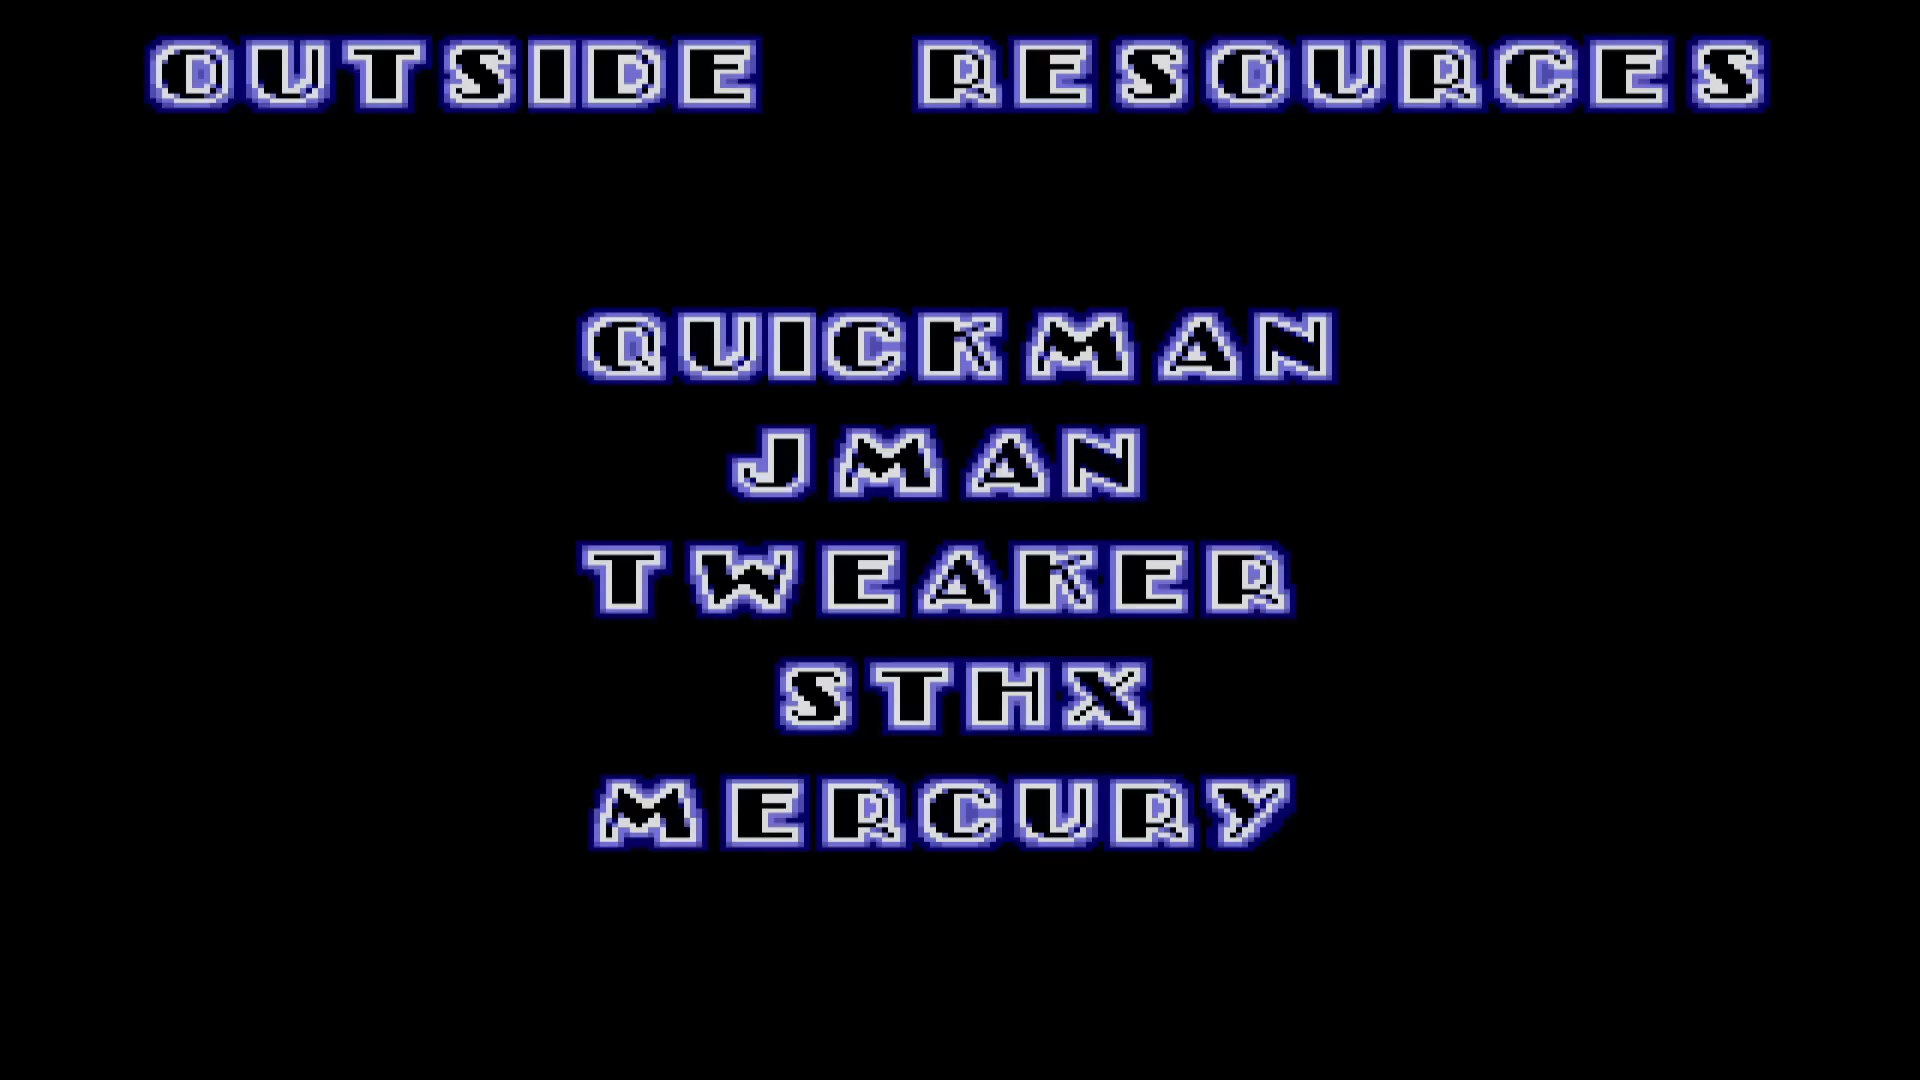 OUTSIDE RESOURCES
QUICKMAN
JMAN
TWEAKER
STHX
MERCURY